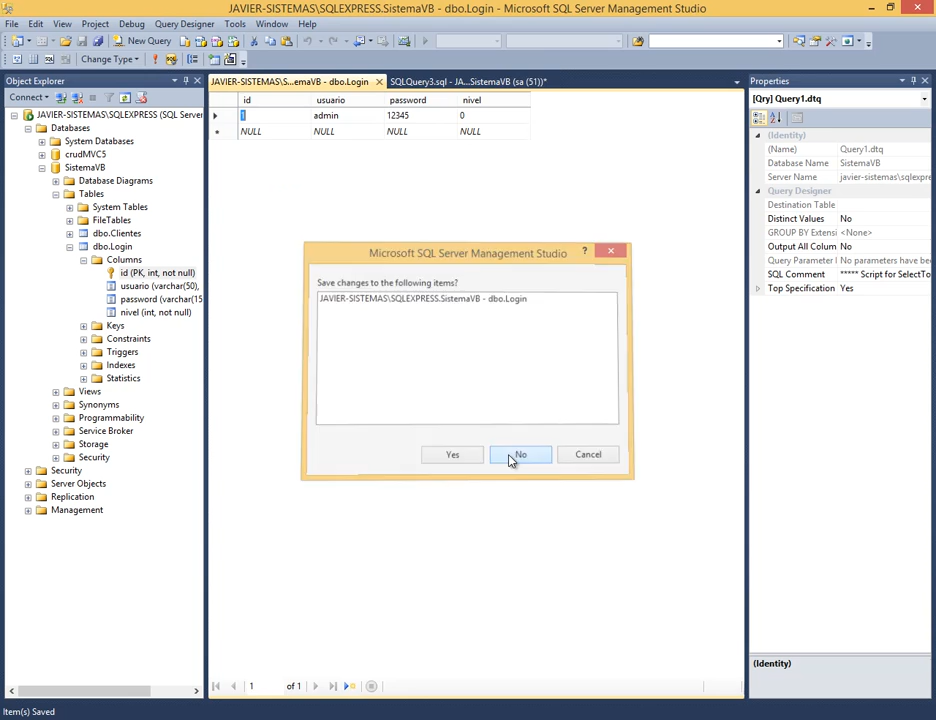 JAVIER-SISTEMAS\SQLEXPRESS.SistemaVB - dbo.Login - Microsoft SQL Server Management Studio
File Edit View Project Debug Query Designer Tools Window Help
New Query
Change Type
Object Explorer
Connect
JAVIER-SISTEMAS\SQLEXPRESS (SQL Server
Databases
System Databases
crudMVC5
SistemaVB
Database Diagrams
Tables
System Tables
FileTables
dbo.Clientes
dbo.Login
Columns
id (PK, int, not null)
usuario (varchar(50),
password (varchar(15
nivel (int, not null)
Keys
Constraints
Triggers
Indexes
Statistics
Views
Synonyms
Programmability
Service Broker
Storage
Security
Security
Server Objects
Replication
Management
JAVIER-SISTEMAS\S...emaVB - dbo.Login
SQLQuery3.sql - JA...SistemaVB (sa (51))*
id usuario password nivel
1 admin 12345 0
NULL NULL NULL NULL
Microsoft SQL Server Management Studio
Save changes to the following items?
JAVIER-SISTEMAS\SQLEXPRESS.SistemaVB - dbo.Login
Yes No Cancel
1 of 1
Properties
[Qry] Query1.dtq
(Identity)
(Name) Query1.dtq
Database Name SistemaVB
Server Name javier-sistemas\sqlexpre
Query Designer
Destination Table
Distinct Values No
GROUP BY Extensi <None>
Output All Colum No
Query Parameter I No parameters have be
SQL Comment ***** Script for SelectTo
Top Specification Yes
(Identity)
Item(s) Saved